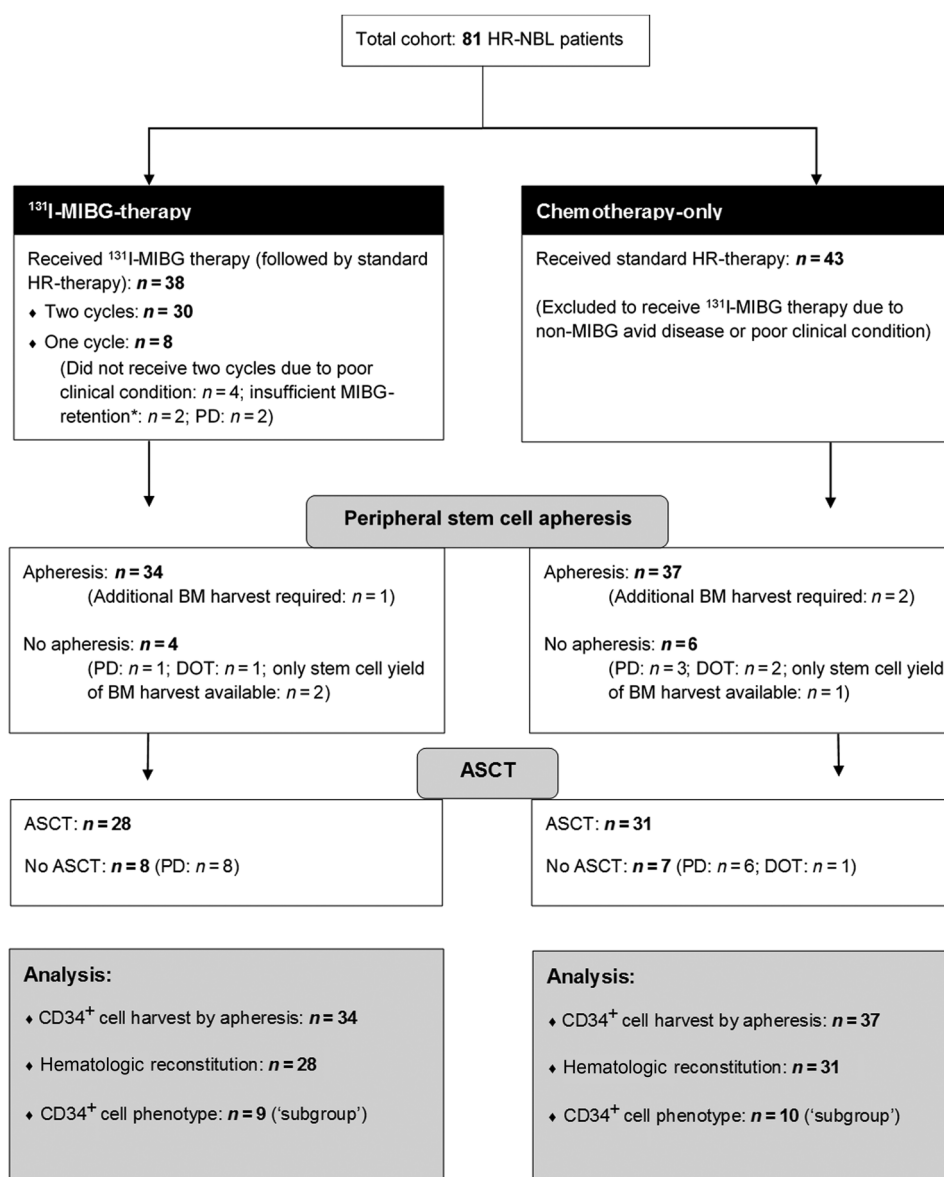 Total cohort: 81 HR-NBL patients
¹³¹I-MIBG-therapy
Received ¹³¹I-MIBG therapy (followed by standard
HR-therapy): n = 38
♦ Two cycles: n = 30
♦ One cycle: n = 8
(Did not receive two cycles due to poor
clinical condition: n = 4; insufficient MIBG-
retention*: n = 2; PD: n = 2)
Chemotherapy-only
Received standard HR-therapy: n = 43
(Excluded to receive ¹³¹I-MIBG therapy due to
non-MIBG avid disease or poor clinical condition)
Peripheral stem cell apheresis
Apheresis: n = 34
(Additional BM harvest required: n = 1)
No apheresis: n = 4
(PD: n = 1; DOT: n = 1; only stem cell yield
of BM harvest available: n = 2)
Apheresis: n = 37
(Additional BM harvest required: n = 2)
No apheresis: n = 6
(PD: n = 3; DOT: n = 2; only stem cell yield
of BM harvest available: n = 1)
ASCT
ASCT: n = 28
No ASCT: n = 8 (PD: n = 8)
ASCT: n = 31
No ASCT: n = 7 (PD: n = 6; DOT: n = 1)
Analysis:
♦ CD34⁺ cell harvest by apheresis: n = 34
♦ Hematologic reconstitution: n = 28
♦ CD34⁺ cell phenotype: n = 9 (‘subgroup’)
Analysis:
♦ CD34⁺ cell harvest by apheresis: n = 37
♦ Hematologic reconstitution: n = 31
♦ CD34⁺ cell phenotype: n = 10 (‘subgroup’)